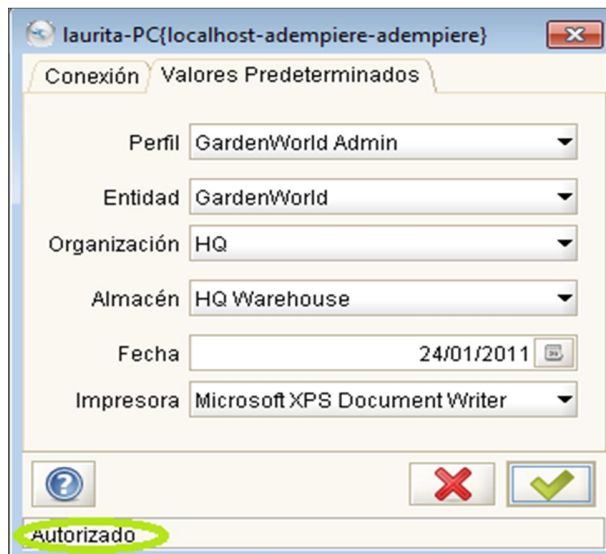 laurita-PC{localhost-adempiere-adempiere}
Conexión Valores Predeterminados
Perfil GardenWorld Admin
Entidad GardenWorld
Organización HQ
Almacén HQ Warehouse
Fecha 24/01/2011
Impresora Microsoft XPS Document Writer
Autorizado